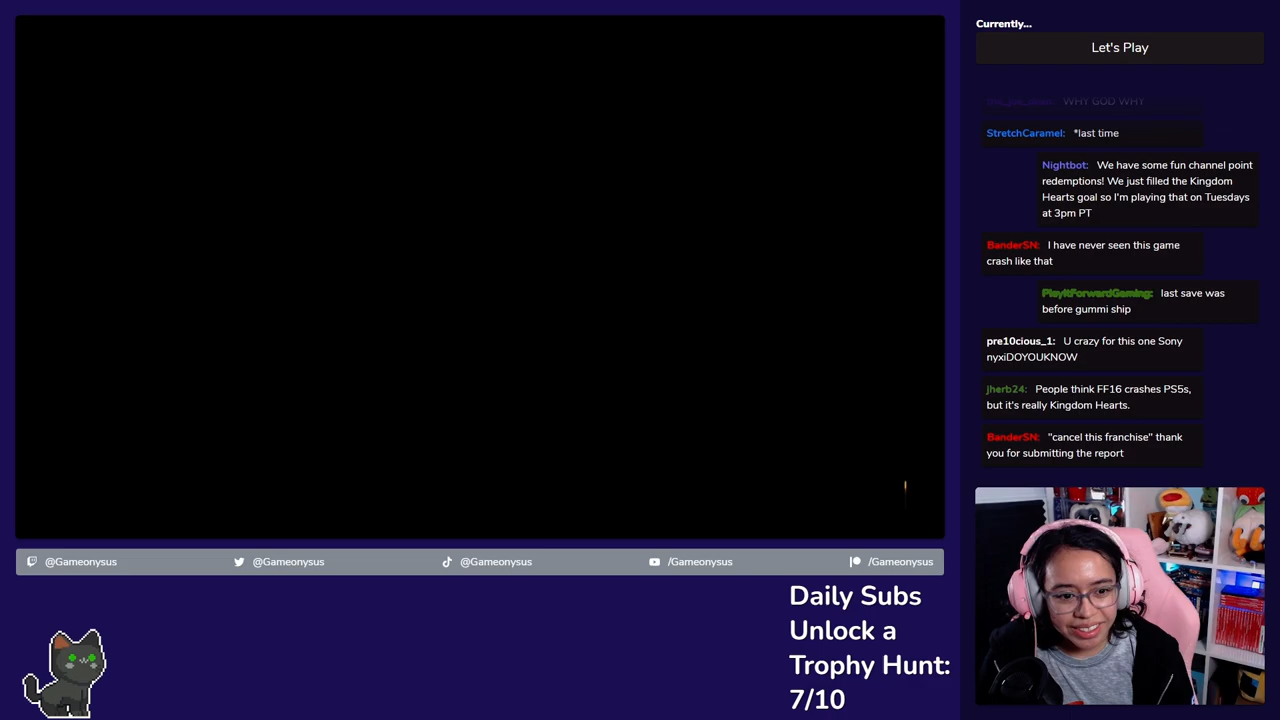 Currently...
Let's Play
WHY GOD WHY
StretchCaramel: *last time
Nightbot: We have some fun channel point
redemptions! We just filled the Kingdom
Hearts goal so I'm playing that on Tuesdays
at 3pm PT
BanderSN: I have never seen this game
crash like that
PlayItForwardGaming: last save was
before gummi ship
pre10cious_1: U crazy for this one Sony
nyxiDOYOUKNOW
jherb24: People think FF16 crashes PS5s,
but it's really Kingdom Hearts.
BanderSN: "cancel this franchise" thank
you for submitting the report
@Gameonysus @Gameonysus @Gameonysus /Gameonysus /Gameonysus
Daily Subs
Unlock a
Trophy Hunt:
7/10